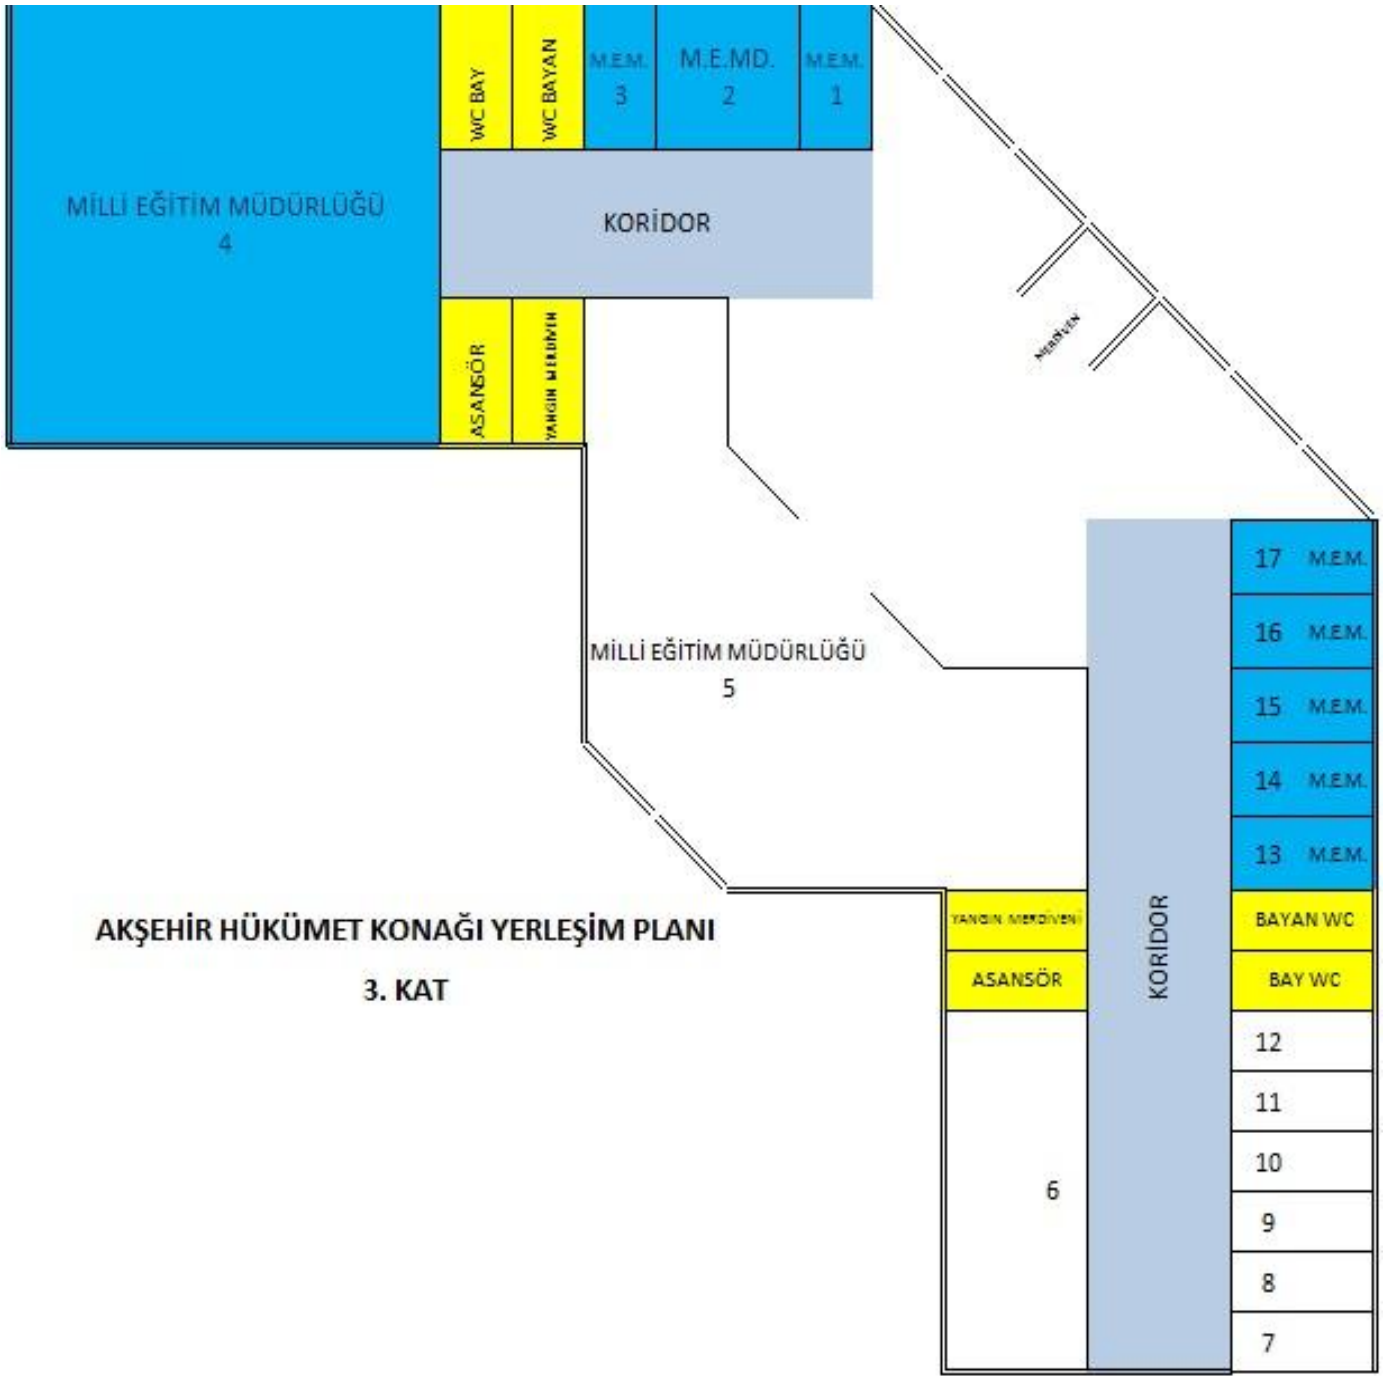 WC BAY
WC BAYAN
M.E.M.
3
M.E.MD.
2
M.E.M.
1
MİLLİ EĞİTİM MÜDÜRLÜĞÜ
4
KORİDOR
ASANSÖR
YANGIN MERDİVEN
MERDİVEN
17 M.E.M.
16 M.E.M.
15 M.E.M.
14 M.E.M.
13 M.E.M.
MİLLİ EĞİTİM MÜDÜRLÜĞÜ
5
AKŞEHİR HÜKÜMET KONAĞI YERLEŞİM PLANI
3. KAT
YANGIN MERDİVENİ
ASANSÖR
KORİDOR
BAYAN WC
BAY WC
12
11
10
9
8
7
6